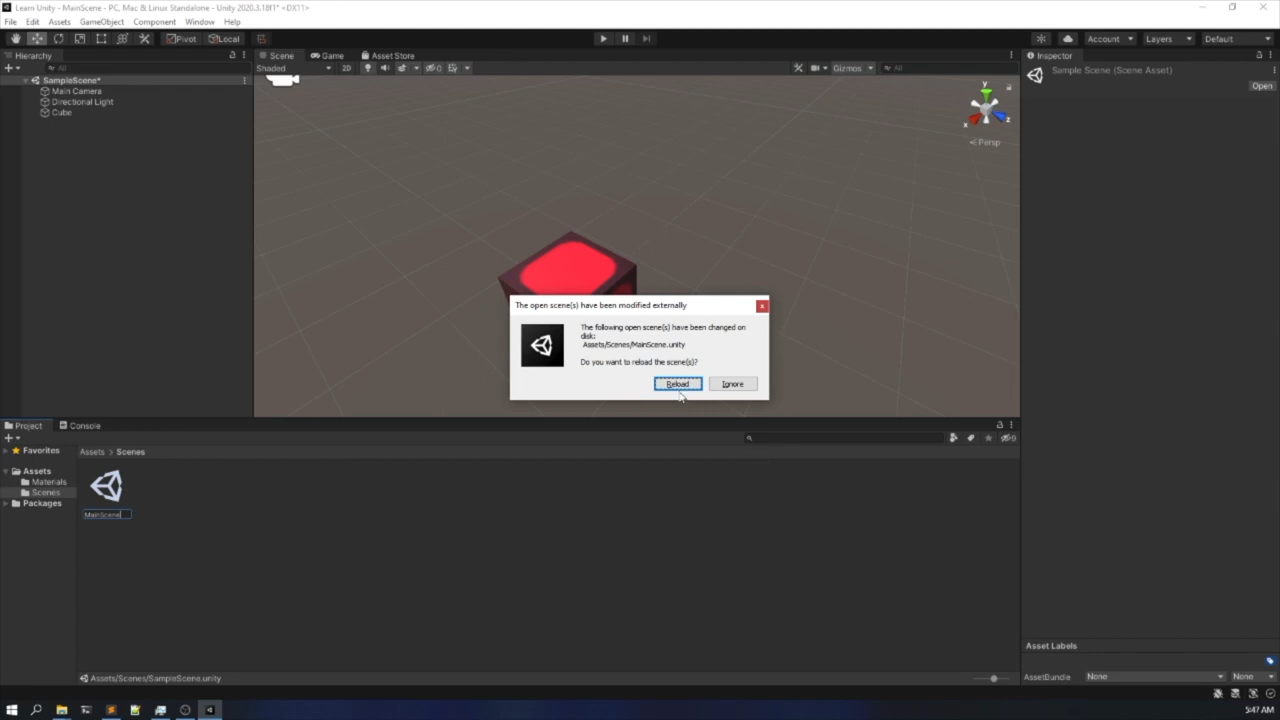 Learn Unity - MainScene - PC, Mac & Linux Standalone - Unity 2020.3.18f1* <DX11>
File Edit Assets GameObject Component Window Help
Pivot Local Account Layers Default
Hierarchy Scene Game Asset Store Inspector
All Shaded 2D 0 Gizmos All Sample Scene (Scene Asset)
SampleScene* Open
Main Camera
Directional Light
Cube
y
x z
Persp
The open scene(s) have been modified externally
The following open scene(s) have been changed on
disk:
Assets/Scenes/MainScene.unity
Do you want to reload the scene(s)?
Reload Ignore
Project Console
Favorites Assets > Scenes
Assets
Materials
Scenes
Packages
MainScene
Asset Labels
Assets/Scenes/SampleScene.unity AssetBundle None None
5:47 AM